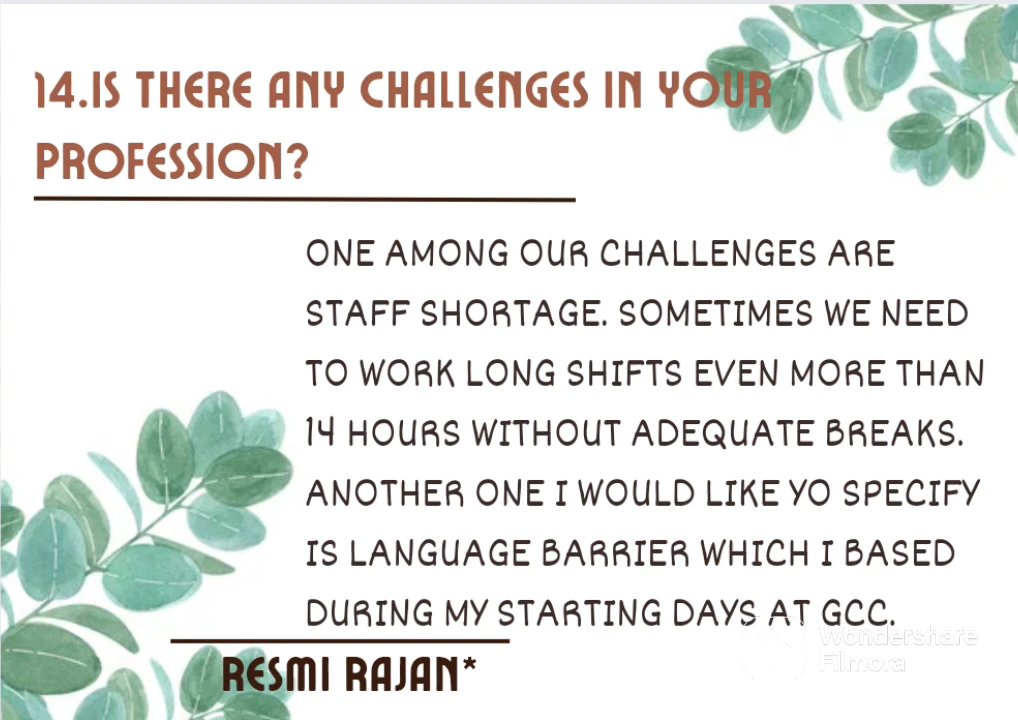 14.IS THERE ANY CHALLENGES IN YOUR
PROFESSION?
ONE AMONG OUR CHALLENGES ARE
STAFF SHORTAGE. SOMETIMES WE NEED
TO WORK LONG SHIFTS EVEN MORE THAN
14 HOURS WITHOUT ADEQUATE BREAKS.
ANOTHER ONE I WOULD LIKE YO SPECIFY
IS LANGUAGE BARRIER WHICH I BASED
DURING MY STARTING DAYS AT GCC.
Wondershare
Filmora
RESMI RAJAN*